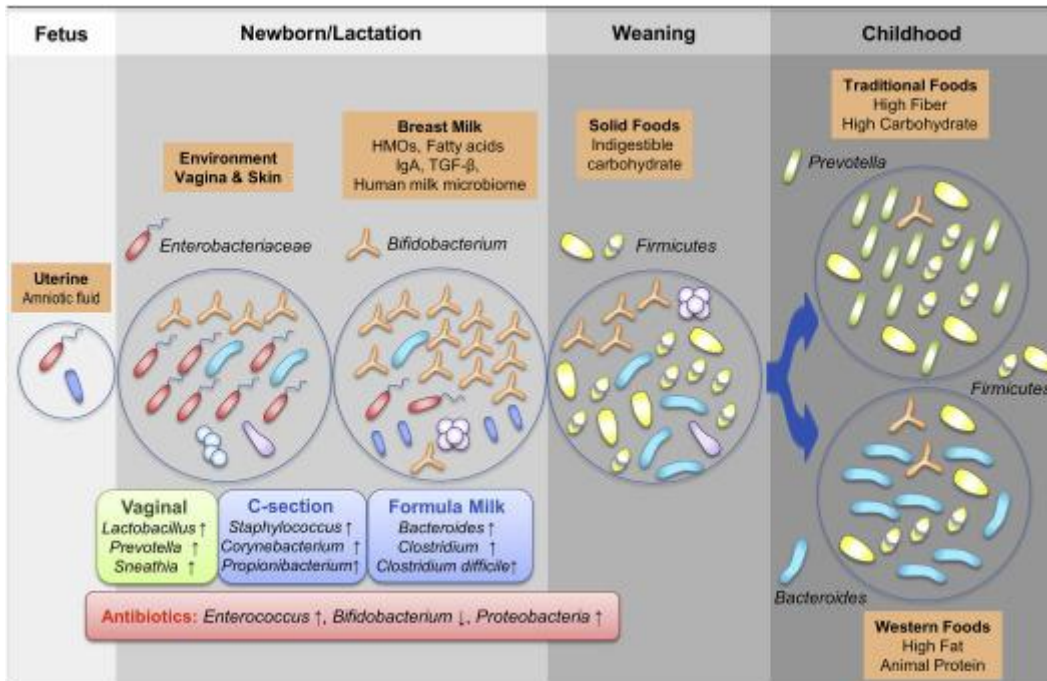 Fetus
Newborn/Lactation
Weaning
Childhood
Uterine
Amniotic fluid
Environment
Vagina & Skin
Enterobacteriaceae
Breast Milk
HMOs, Fatty acids
IgA, TGF-β,
Human milk microbiome
Bifidobacterium
Solid Foods
Indigestible
carbohydrate
Firmicutes
Traditional Foods
High Fiber
High Carbohydrate
Prevotella
Firmicutes
Bacteroides
Western Foods
High Fat
Animal Protein
Vaginal
Lactobacillus ↑
Prevotella ↑
Sneathia ↑
C-section
Staphylococcus ↑
Corynebacterium ↑
Propionibacterium↑
Formula Milk
Bacteroides ↑
Clostridium ↑
Clostridium difficile↑
Antibiotics: Enterococcus ↑, Bifidobacterium ↓, Proteobacteria ↑